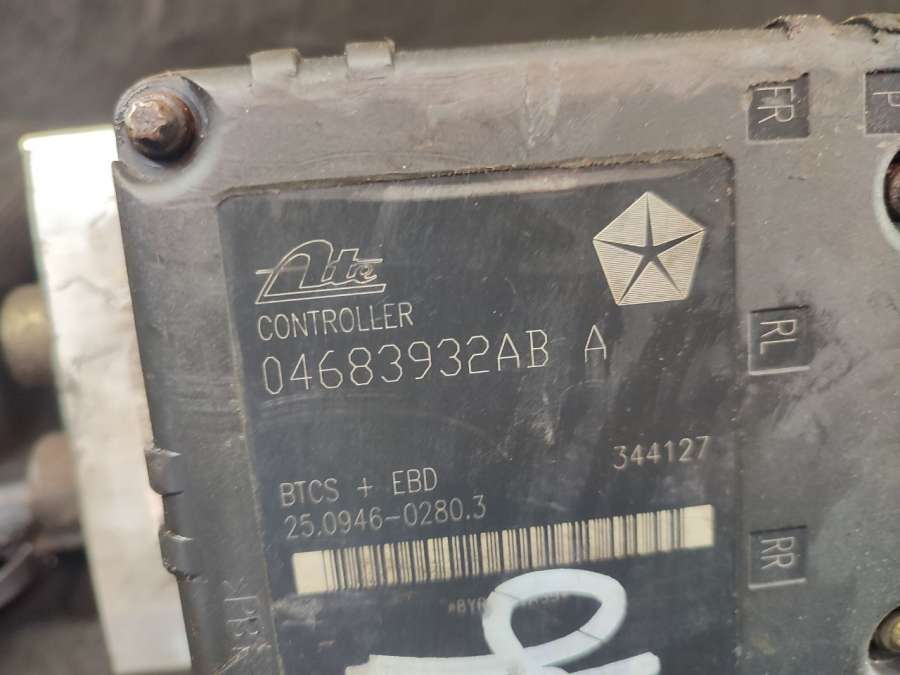 FR
P
Ate
CONTROLLER
04683932AB A
RL
344127
BTCS + EBD
25.0946-0280.3
RR